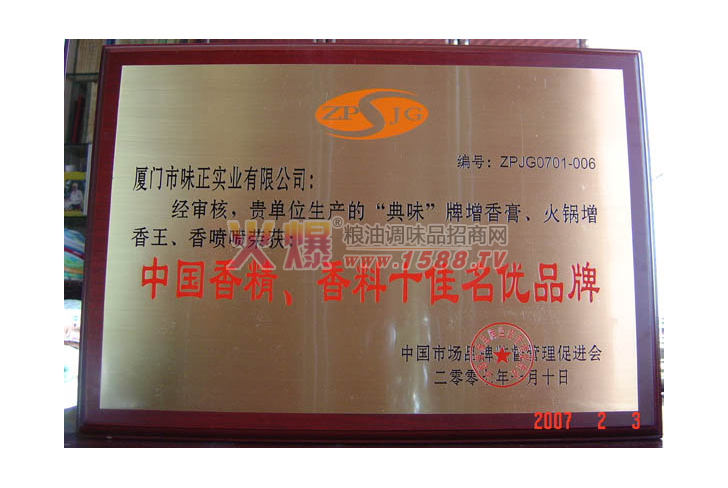 ZPSJG
编号：ZPJG0701-006
厦门市味正实业有限公司：
经审核，贵单位生产的“典味”牌增香膏、火锅增
香王、香喷喷荣获：
火爆 粮油调味品招商网
www.1588.TV
中国香精、香料十佳名优品牌
中国市场品牌 管理促进会
二零零 年 月十日
2007 2 3